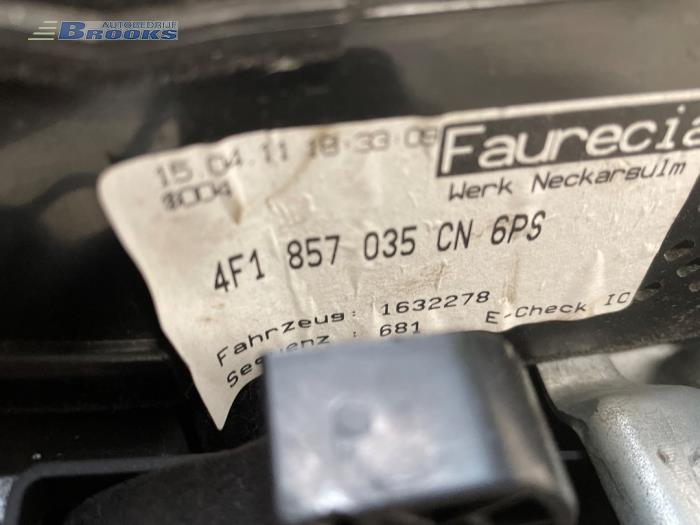 AUTOBEDRIJF
BROOKS
15.04.11 18:33:08
Faurecia
Werk Neckarsulm
4F1 857 035 CN 6PS
Fahrzeug: 1632278
Sequenz : 681
E-Check IO